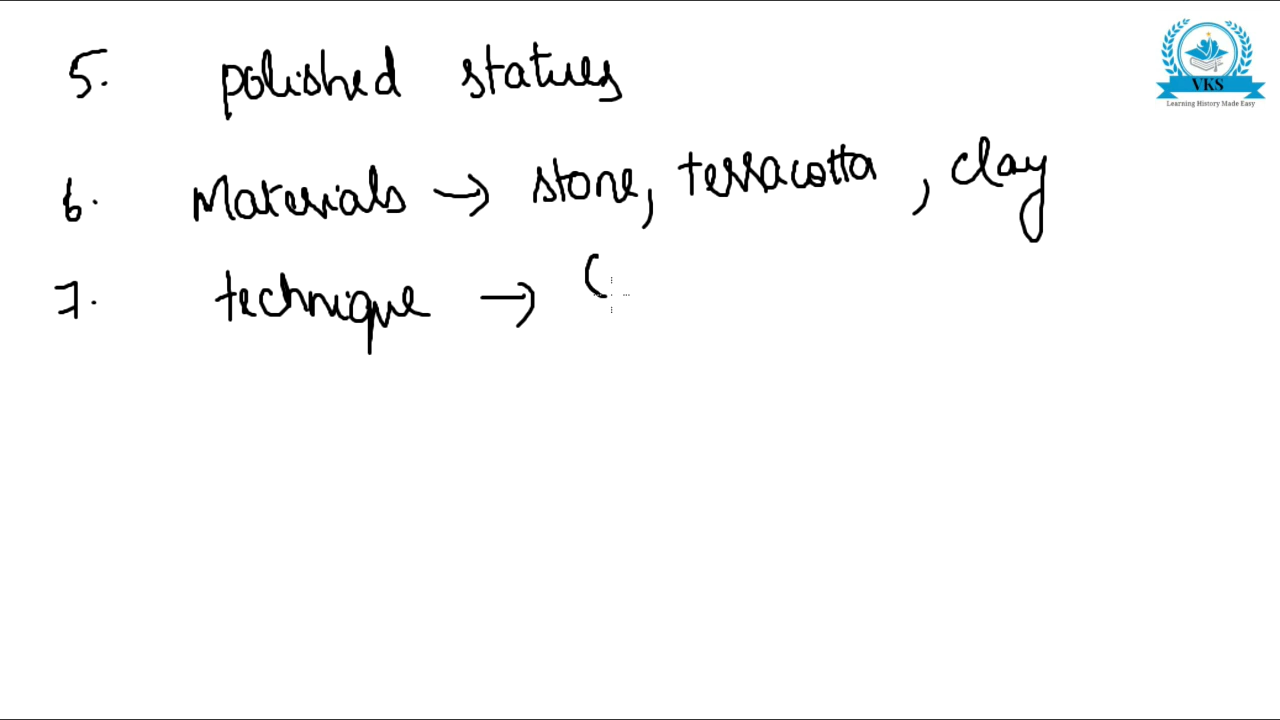 5. polished statues
6. Materials → stone, terracotta, clay
7. technique → (
VKS
Learning History Made Easy